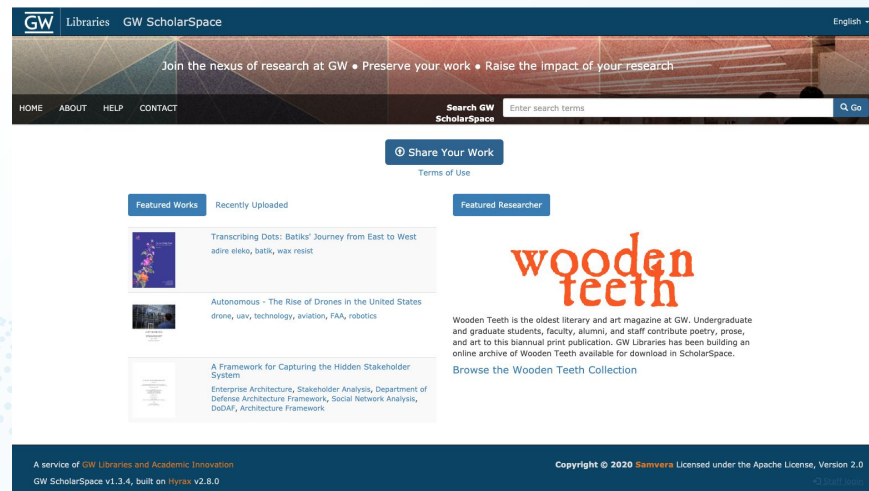 GW Libraries GW ScholarSpace
English
Join the nexus of research at GW • Preserve your work • Raise the impact of your research
HOME ABOUT HELP CONTACT
Search GW
ScholarSpace
Enter search terms
Go
Share Your Work
Terms of Use
Featured Works Recently Uploaded
Transcribing Dots: Batiks' Journey from East to West
adire eleko, batik, wax resist
Autonomous - The Rise of Drones in the United States
drone, uav, technology, aviation, FAA, robotics
A Framework for Capturing the Hidden Stakeholder
System
Enterprise Architecture, Stakeholder Analysis, Department of
Defense Architecture Framework, Social Network Analysis,
DoDAF, Architecture Framework
Featured Researcher
wooden
teeth
Wooden Teeth is the oldest literary and art magazine at GW. Undergraduate
and graduate students, faculty, alumni, and staff contribute poetry, prose,
and art to this biannual print publication. GW Libraries has been building an
online archive of Wooden Teeth available for download in ScholarSpace.
Browse the Wooden Teeth Collection
A service of GW Libraries and Academic Innovation
GW ScholarSpace v1.3.4, built on Hyrax v2.8.0
Copyright © 2020 Samvera Licensed under the Apache License, Version 2.0
Staff login